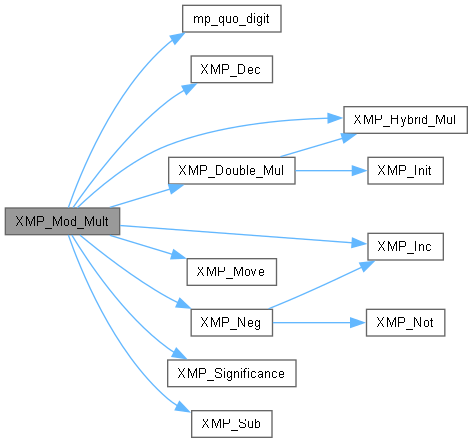 mp_quo_digit
XMP_Dec
XMP_Hybrid_Mul
XMP_Double_Mul
XMP_Init
XMP_Mod_Mult
XMP_Inc
XMP_Move
XMP_Neg
XMP_Not
XMP_Significance
XMP_Sub